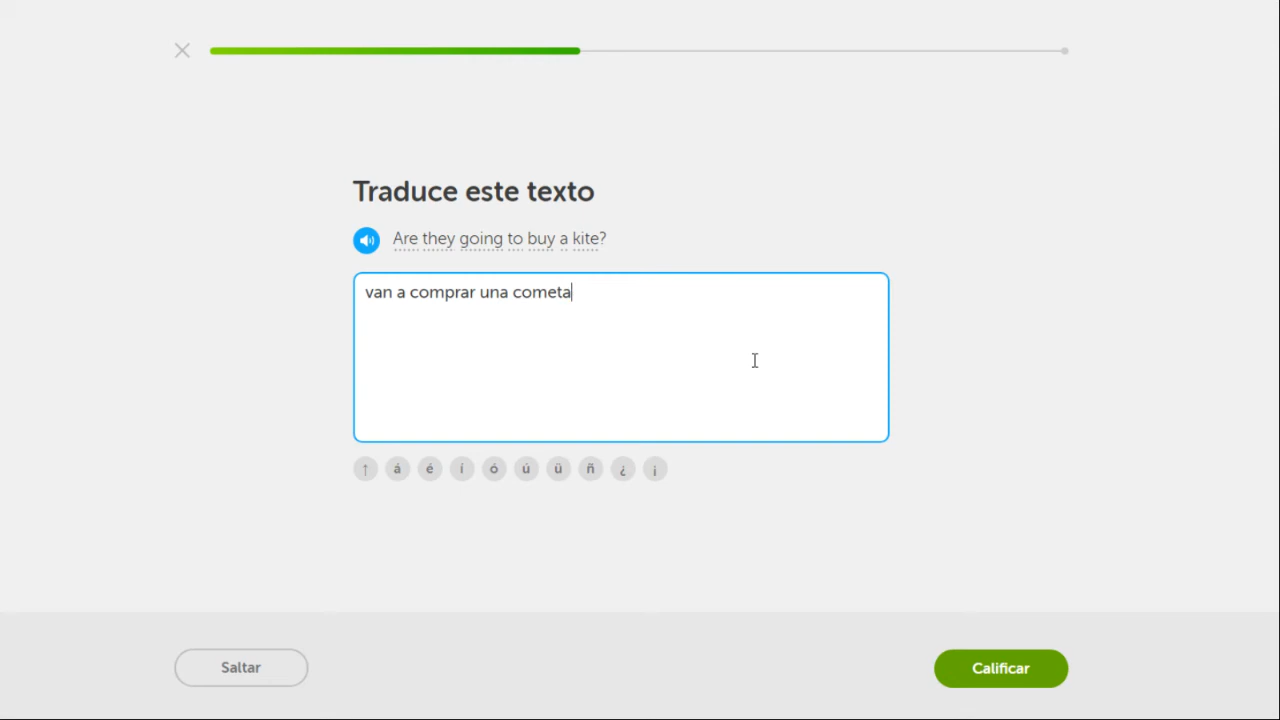 Traduce este texto
Are they going to buy a kite?
van a comprar una cometa
↑ á é í ó ú ü ñ ¿ ¡
Saltar
Calificar